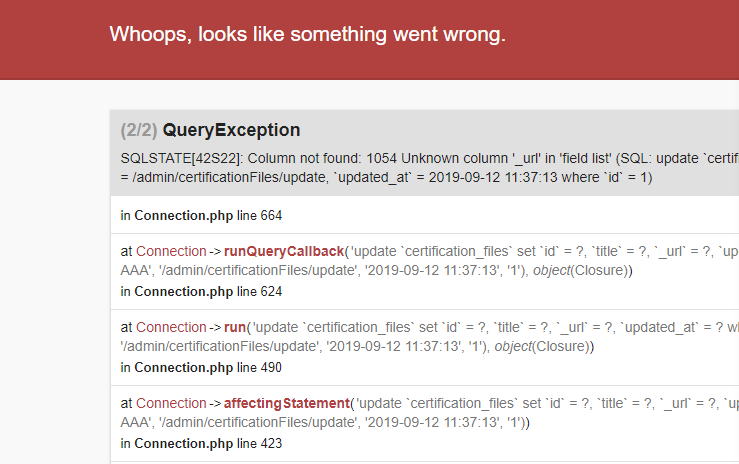 Whoops, looks like something went wrong.
(2/2) QueryException
SQLSTATE[42S22]: Column not found: 1054 Unknown column '_url' in 'field list' (SQL: update `certif
= /admin/certificationFiles/update, `updated_at` = 2019-09-12 11:37:13 where `id` = 1)
in Connection.php line 664
at Connection->runQueryCallback('update `certification_files` set `id` = ?, `title` = ?, `_url` = ?, `up
AAA', '/admin/certificationFiles/update', '2019-09-12 11:37:13', '1'), object(Closure))
in Connection.php line 624
at Connection->run('update `certification_files` set `id` = ?, `title` = ?, `_url` = ?, `updated_at` = ? w
'/admin/certificationFiles/update', '2019-09-12 11:37:13', '1'), object(Closure))
in Connection.php line 490
at Connection->affectingStatement('update `certification_files` set `id` = ?, `title` = ?, `_url` = ?, `up
AAA', '/admin/certificationFiles/update', '2019-09-12 11:37:13', '1'))
in Connection.php line 423